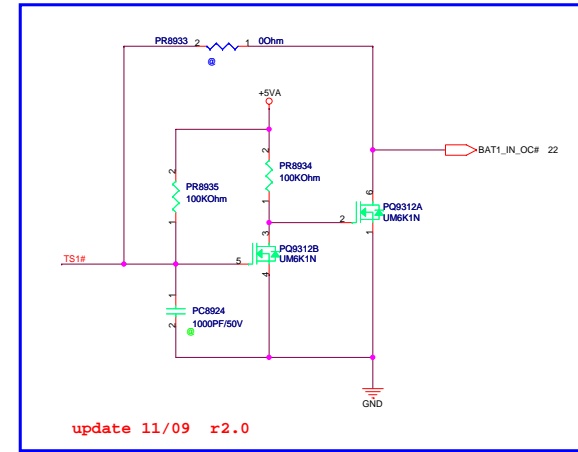 PR8933 2 1 0Ohm
@
+5VA
2
2
BAT1_IN_OC# 22
PR8934
100KOhm
PR8935
100KOhm
6
1
1
PQ9312A
UM6K1N
2
3
PQ9312B
UM6K1N
TS1#
5
4
1
1
PC8924
1000PF/50V
2
@
GND
update 11/09 r2.0